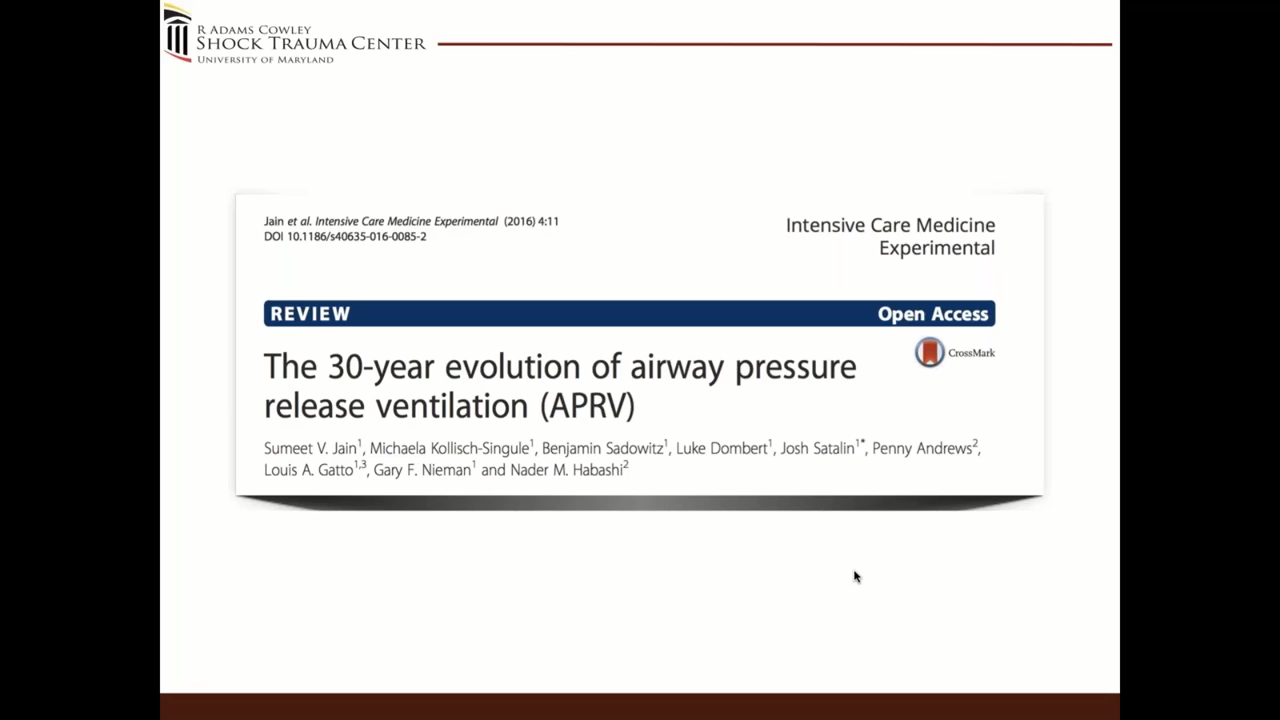 R ADAMS COWLEY
SHOCK TRAUMA CENTER
UNIVERSITY OF MARYLAND
Jain et al. Intensive Care Medicine Experimental (2016) 4:11
DOI 10.1186/s40635-016-0085-2
Intensive Care Medicine
Experimental
REVIEW Open Access
CrossMark
The 30-year evolution of airway pressure
release ventilation (APRV)
Sumeet V. Jain1, Michaela Kollisch-Singule1, Benjamin Sadowitz1, Luke Dombert1, Josh Satalin1*, Penny Andrews2,
Louis A. Gatto1,3, Gary F. Nieman1 and Nader M. Habashi2